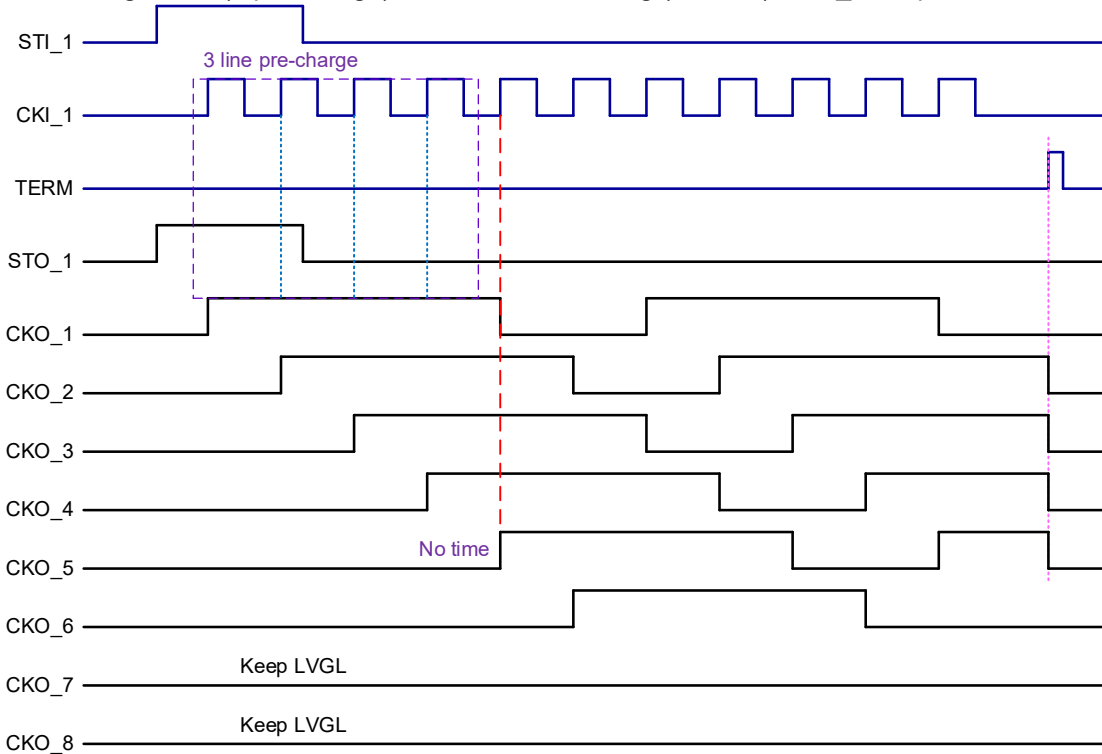 STI_1
3 line pre-charge
CKI_1
TERM
STO_1
CKO_1
CKO_2
CKO_3
CKO_4
No time
CKO_5
CKO_6
Keep LVGL
CKO_7
Keep LVGL
CKO_8